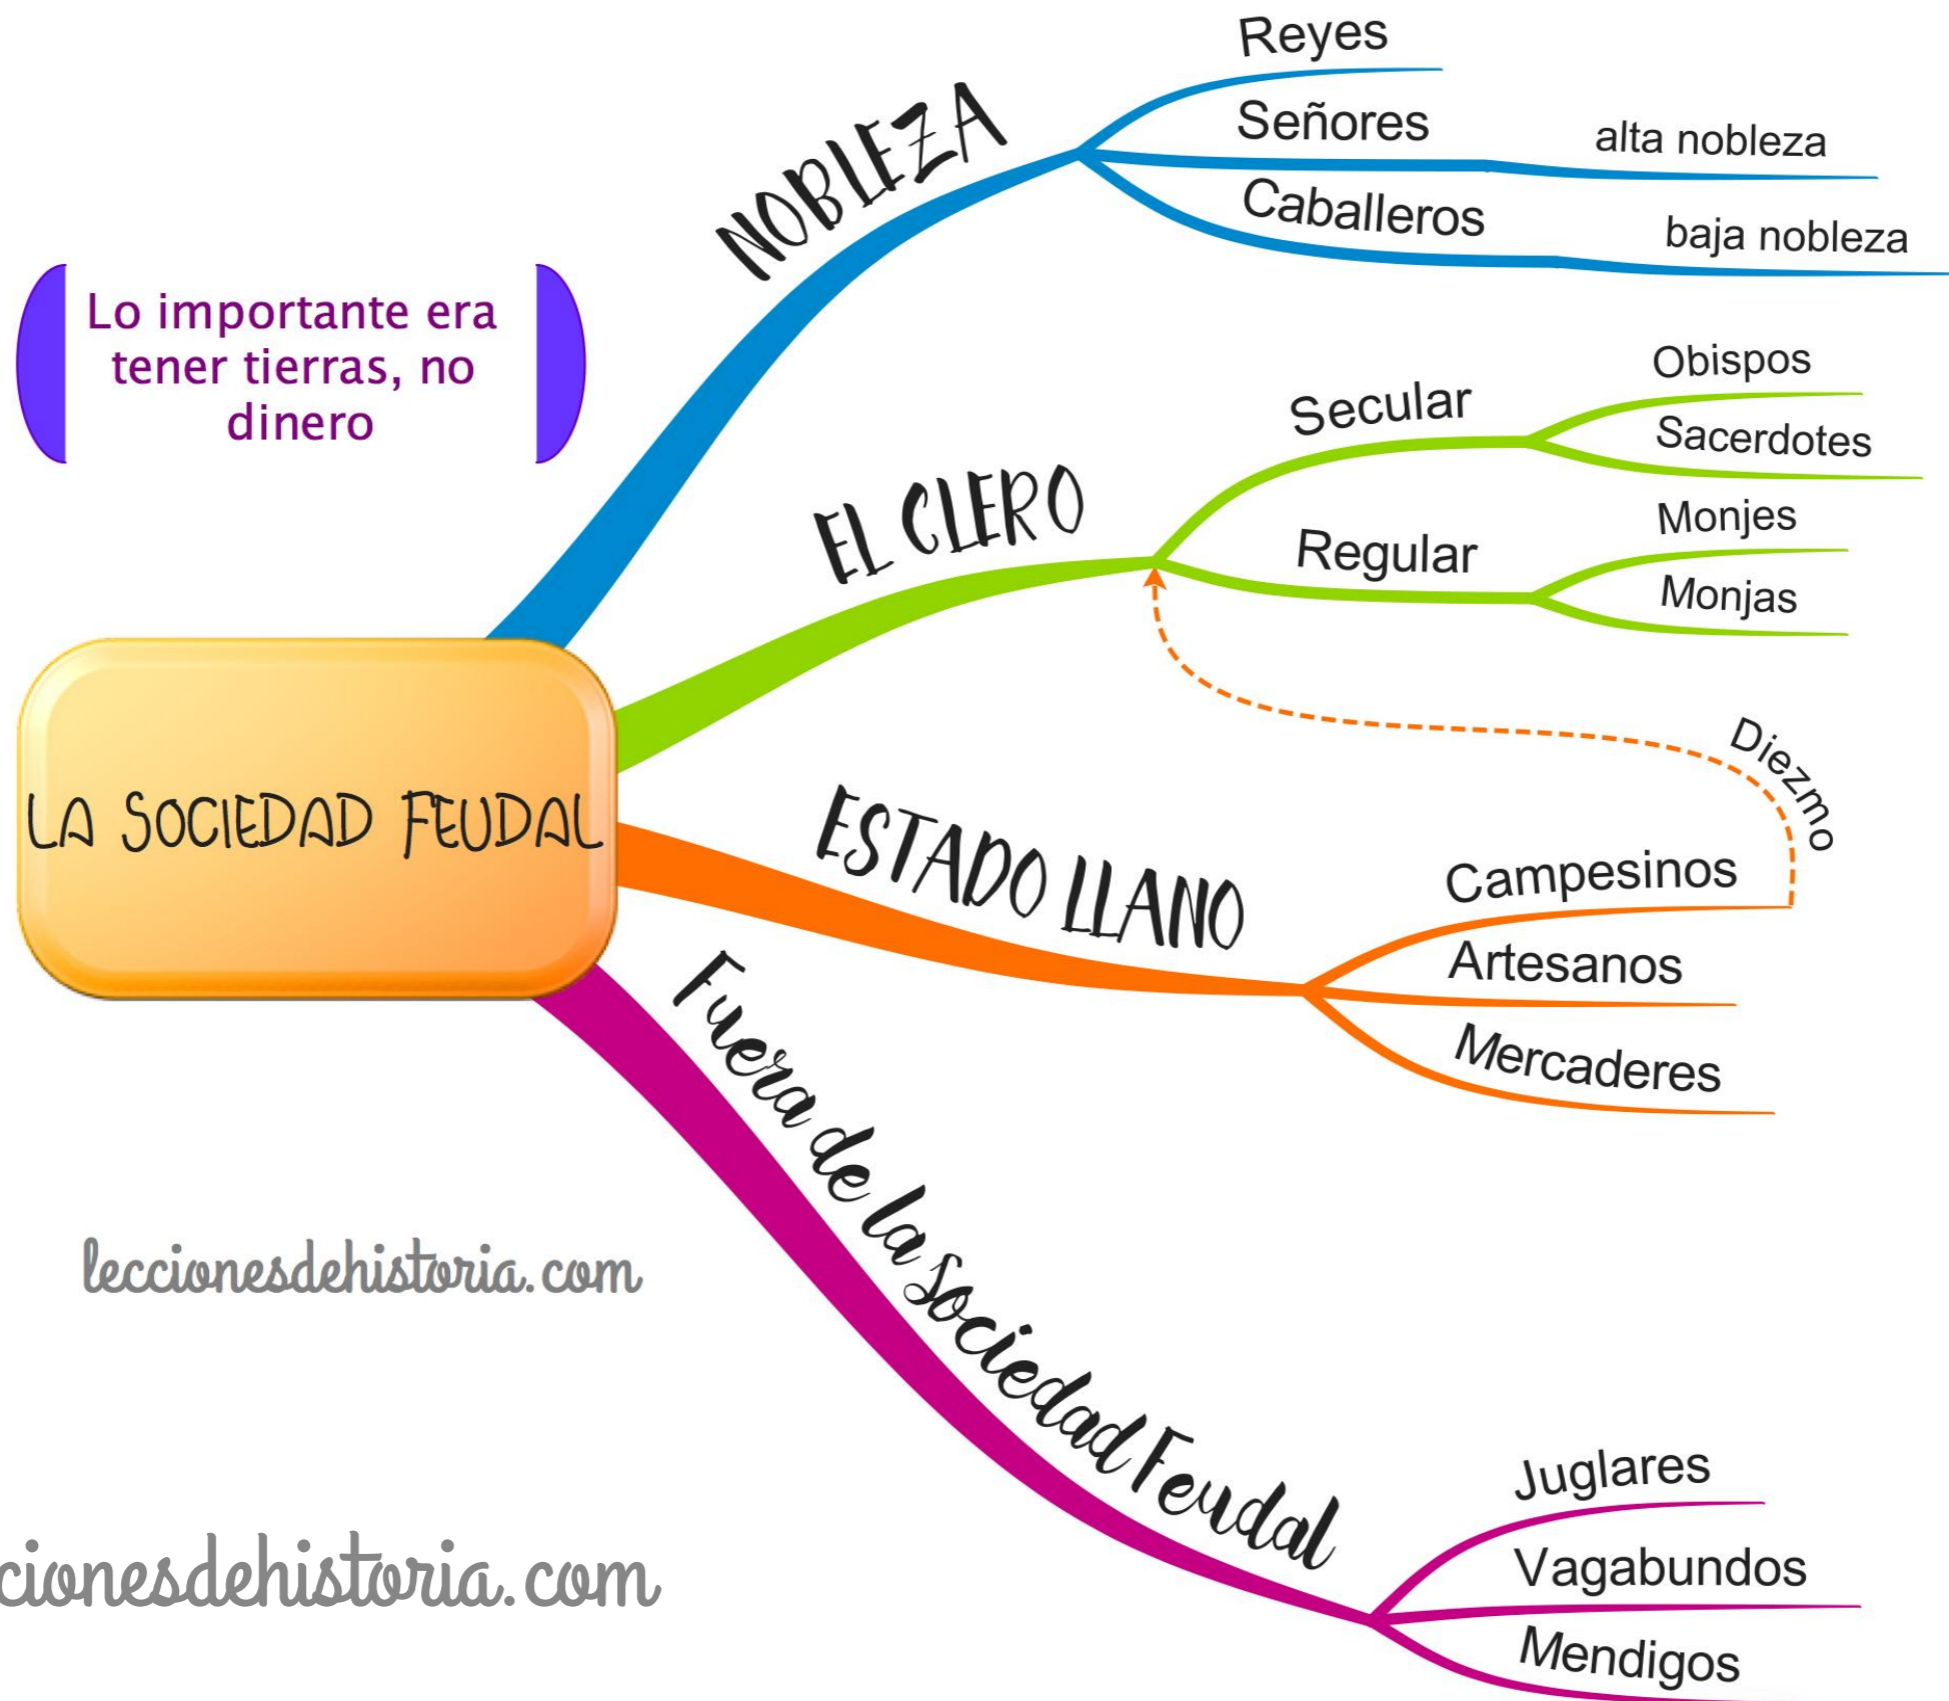 Reyes
Señores
alta nobleza
Caballeros
baja nobleza
NOBLEZA
Lo importante era
tener tierras, no
dinero
EL CLERO
Secular
Obispos
Sacerdotes
Regular
Monjes
Monjas
Diezmo
LA SOCIEDAD FEUDAL
ESTADO LLANO
Campesinos
Artesanos
Mercaderes
Fuera de la Sociedad Feudal
Juglares
Vagabundos
Mendigos
leccionesdehistoria.com
cionesdehistoria.com